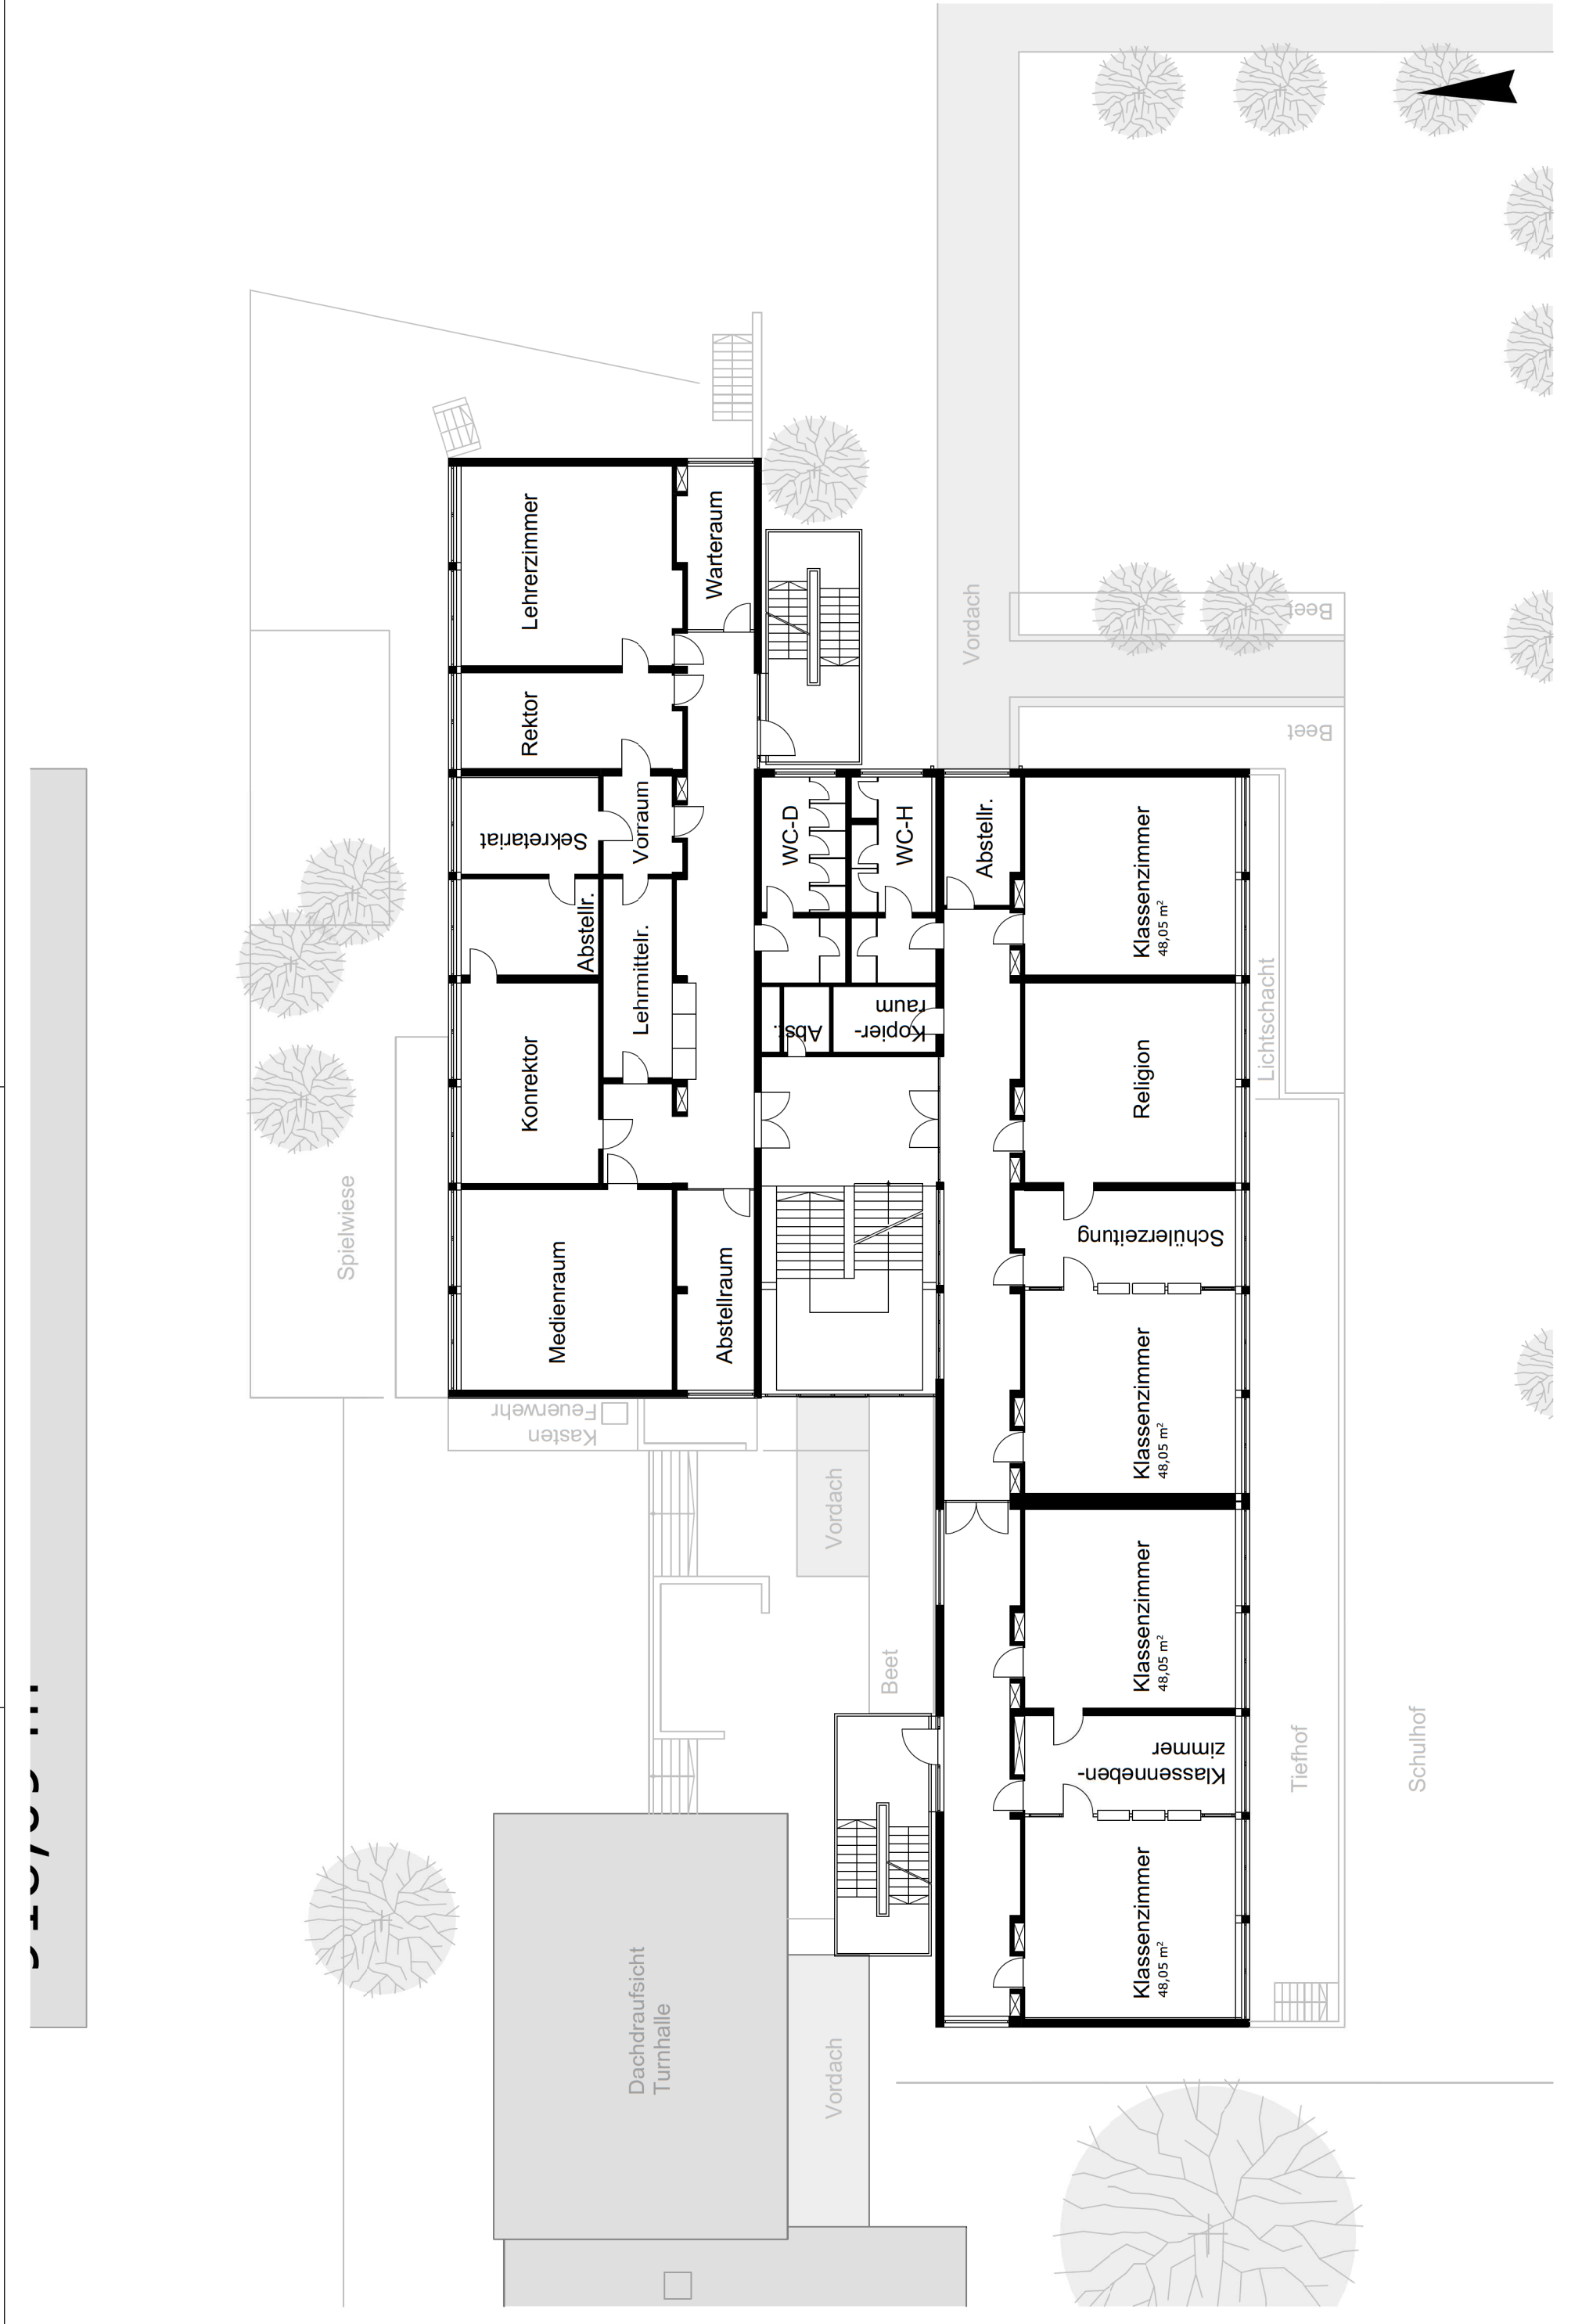 Lehrerzimmer
Warteraum
Rektor
Sekretariat
Vorraum
Abstellr.
Lehrmittelr.
Konrektor
Medienraum
Abstellraum
WC-D
WC-H
Abstellr.
Abst.
Kopier-
raum
Klassenzimmer
48,05 m²
Religion
Schülerzeitung
Klassenzimmer
48,05 m²
Klassenzimmer
48,05 m²
Klassenneben-
zimmer
Klassenzimmer
48,05 m²
Vordach
Beet
Beet
Lichtschacht
Spielwiese
Kasten
Feuerwehr
Vordach
Beet
Tiefhof
Schulhof
Dachdraufsicht
Turnhalle
Vordach